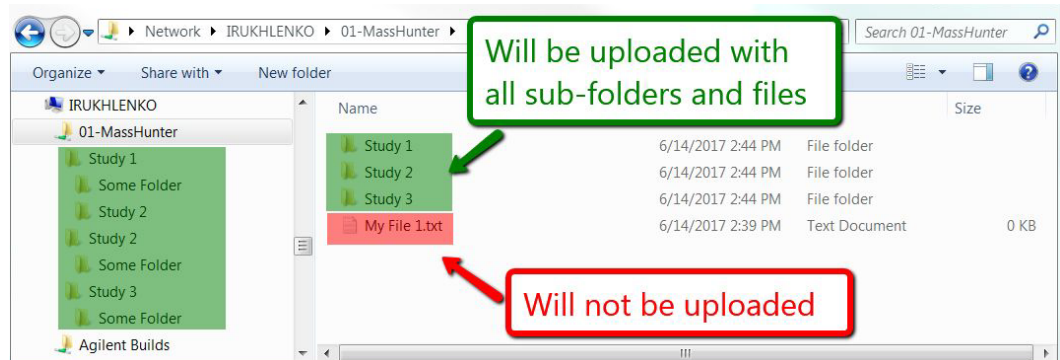 Network ▸ IRUKHLENKO ▸ 01-MassHunter ▸
Search 01-MassHunter
Will be uploaded with
all sub-folders and files
Organize
Share with
New folder
IRUKHLENKO
01-MassHunter
Study 1
Some Folder
Study 2
Study 2
Some Folder
Study 3
Some Folder
Agilent Builds
Name
Size
Study 1 6/14/2017 2:44 PM File folder
Study 2 6/14/2017 2:44 PM File folder
Study 3 6/14/2017 2:44 PM File folder
My File 1.txt 6/14/2017 2:39 PM Text Document 0 KB
Will not be uploaded